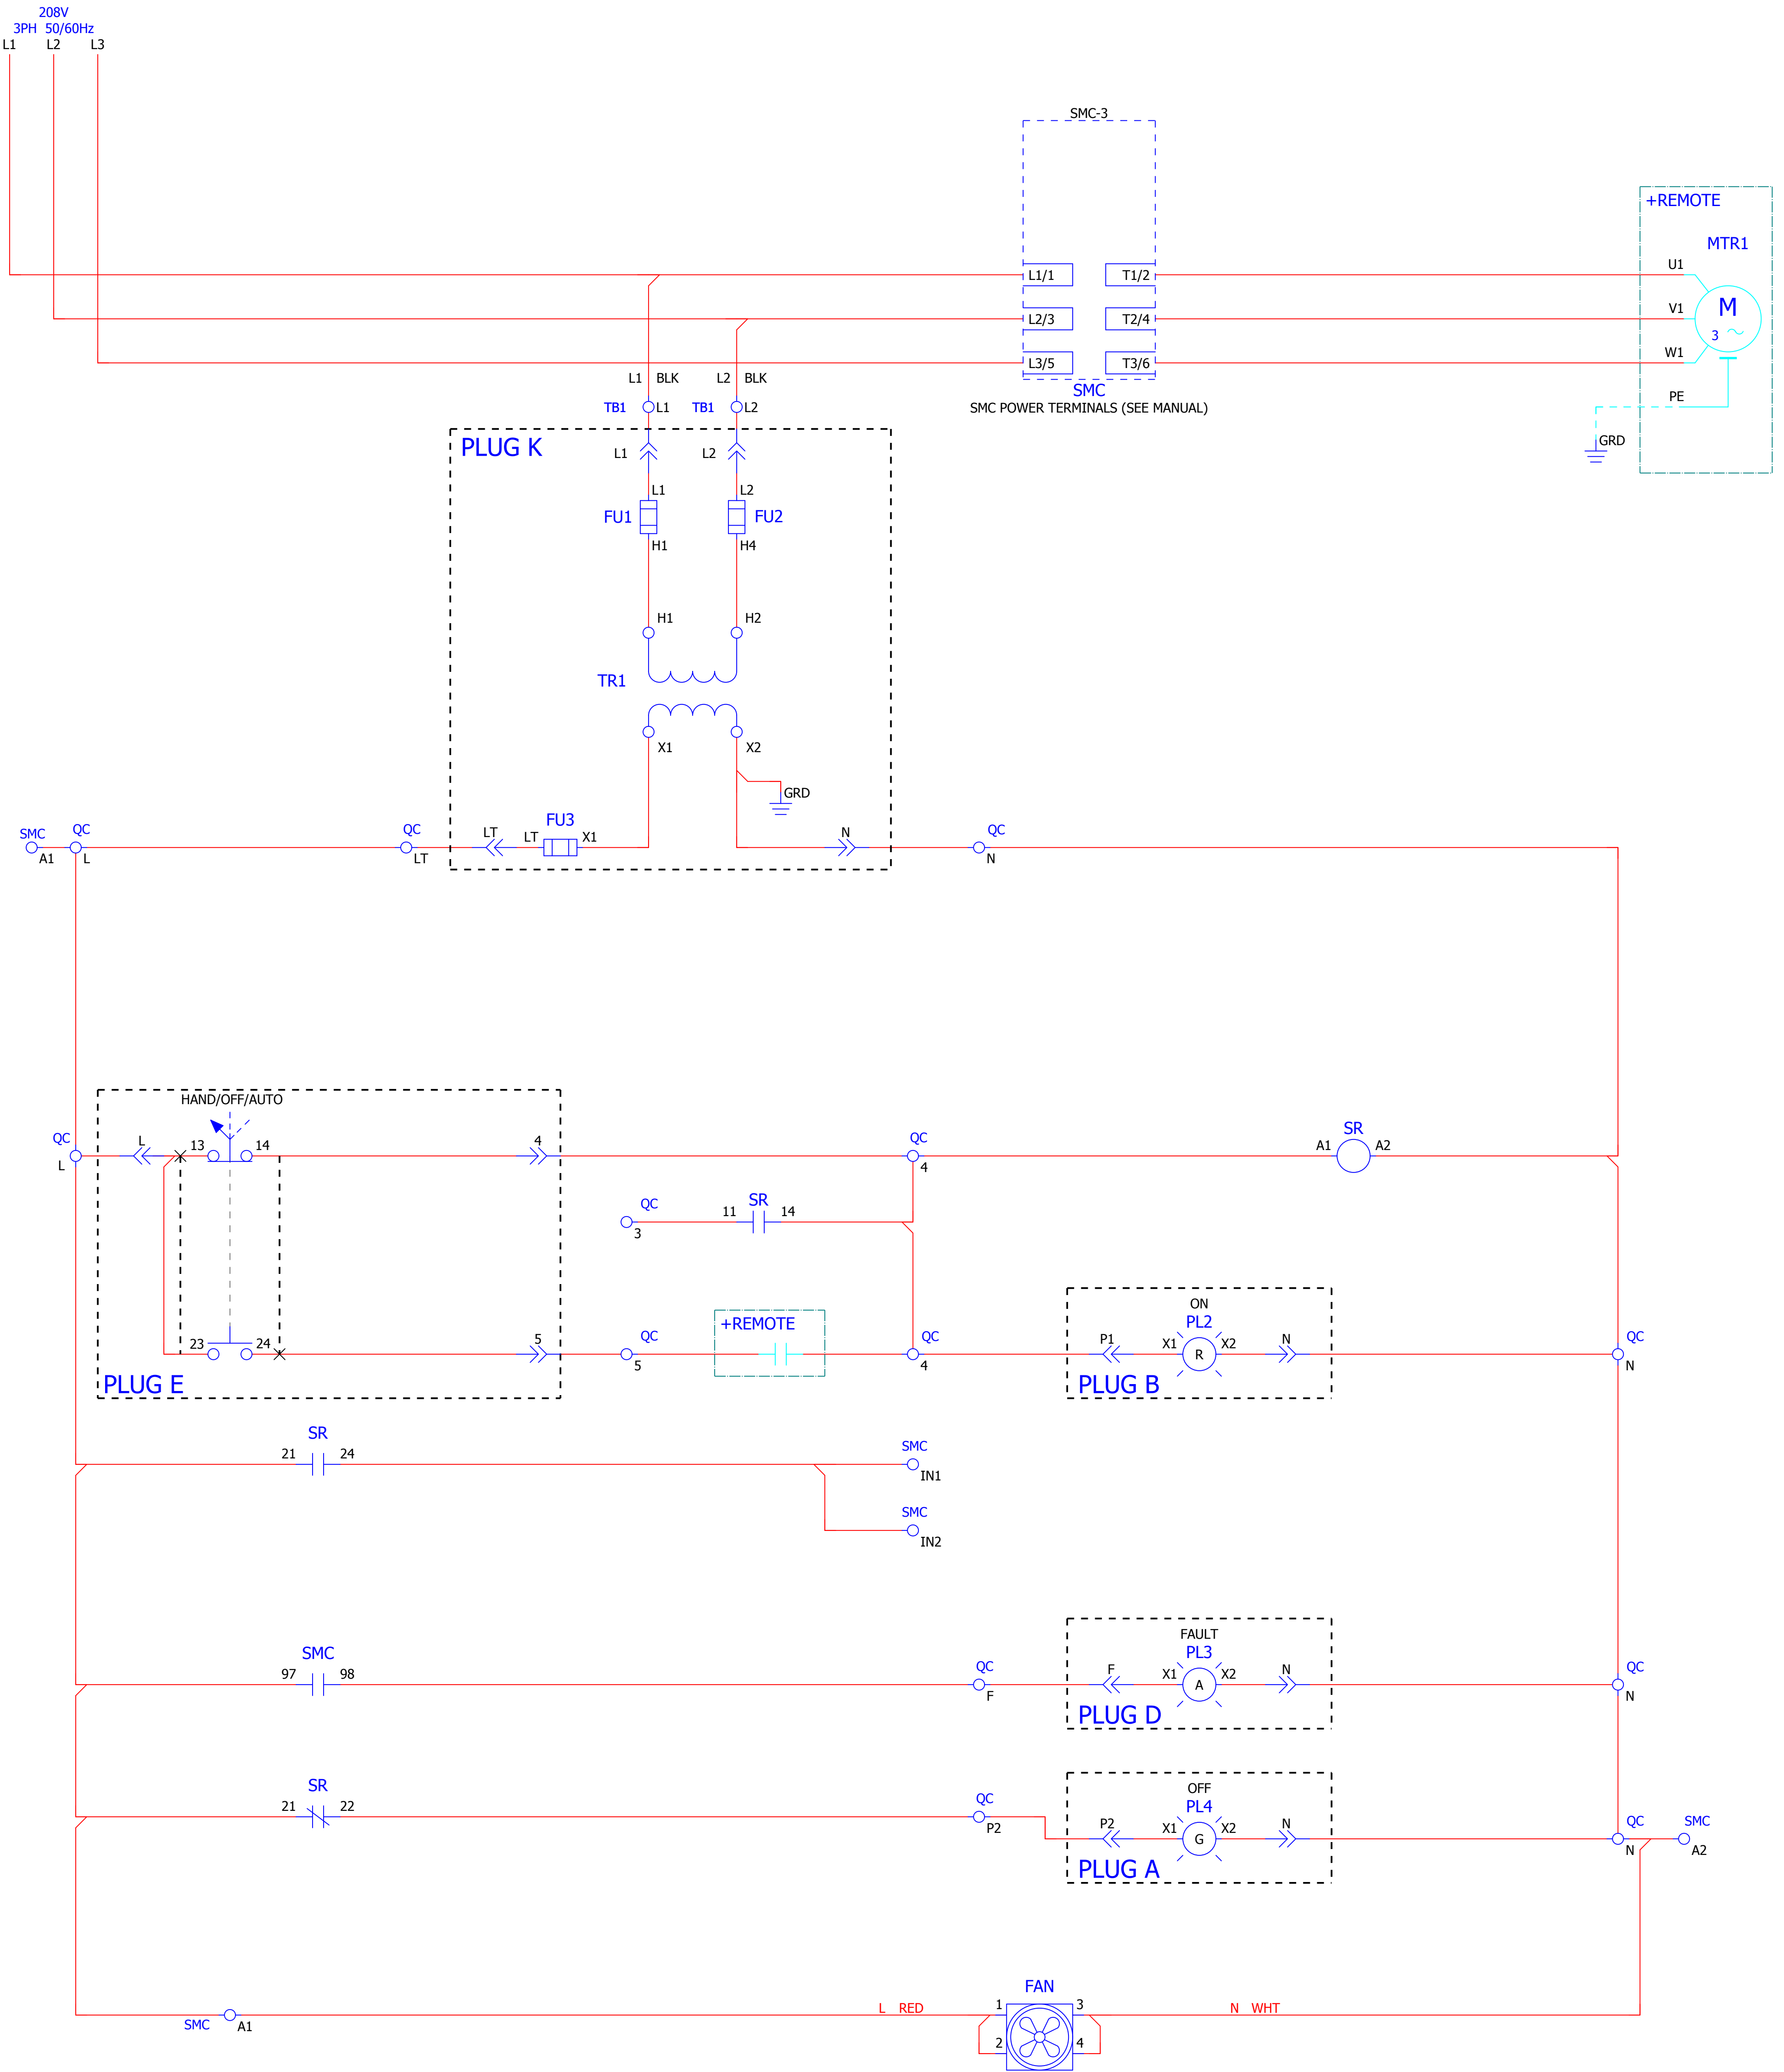 208V
3PH 50/60Hz
L1 L2 L3
SMC-3
+REMOTE
MTR1
L1/1 T1/2 U1
M
3
L2/3 T2/4 V1
L3/5 T3/6 W1
L1 BLK L2 BLK
SMC
PE
TB1 L1 TB1 L2
SMC POWER TERMINALS (SEE MANUAL)
GRD
PLUG K
L1 L2
L1 L2
FU1 FU2
H1 H4
H1 H2
TR1
X1 X2
GRD
FU3
SMC QC QC LT LT X1 N QC
A1 L LT N
HAND/OFF/AUTO
QC L 13 14 4 QC A1 SR A2
L 4
QC 11 SR 14
3
ON
+REMOTE
PL2
23 24 5 QC QC P1 X1 X2 N QC
R
5 4 N
PLUG E PLUG B
SR
21 24 SMC
IN1
SMC
IN2
FAULT
SMC PL3
97 98 QC F X1 X2 N QC
A
F N
PLUG D
SR OFF
21 22 QC PL4
P2 P2 X1 X2 N QC SMC
G
N A2
PLUG A
FAN
L RED 1 3 N WHT
SMC A1
2 4